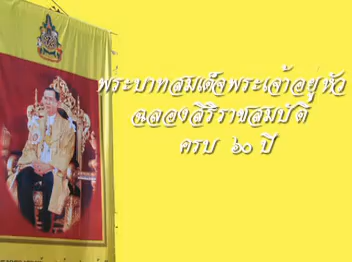 พระบาทสมเด็จพระเจ้าอยู่หัว
ฉลองสิริราชสมบัติ
ครบ ๖๐ ปี